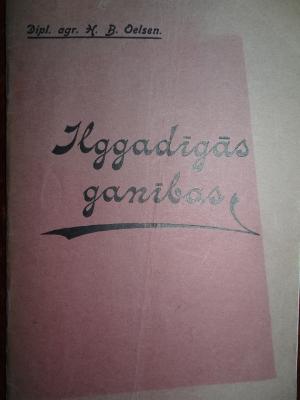 Dipl. agr. H. B. Oelsen.
Ilggadīgās
ganības